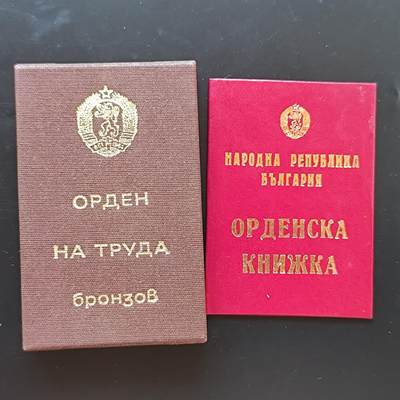 ОРДЕН
НА ТРУДА
бронзов
НАРОДНА РЕПУБЛИКА
БЪЛГАРИЯ
ОРДЕНСКА
КНИЖКА